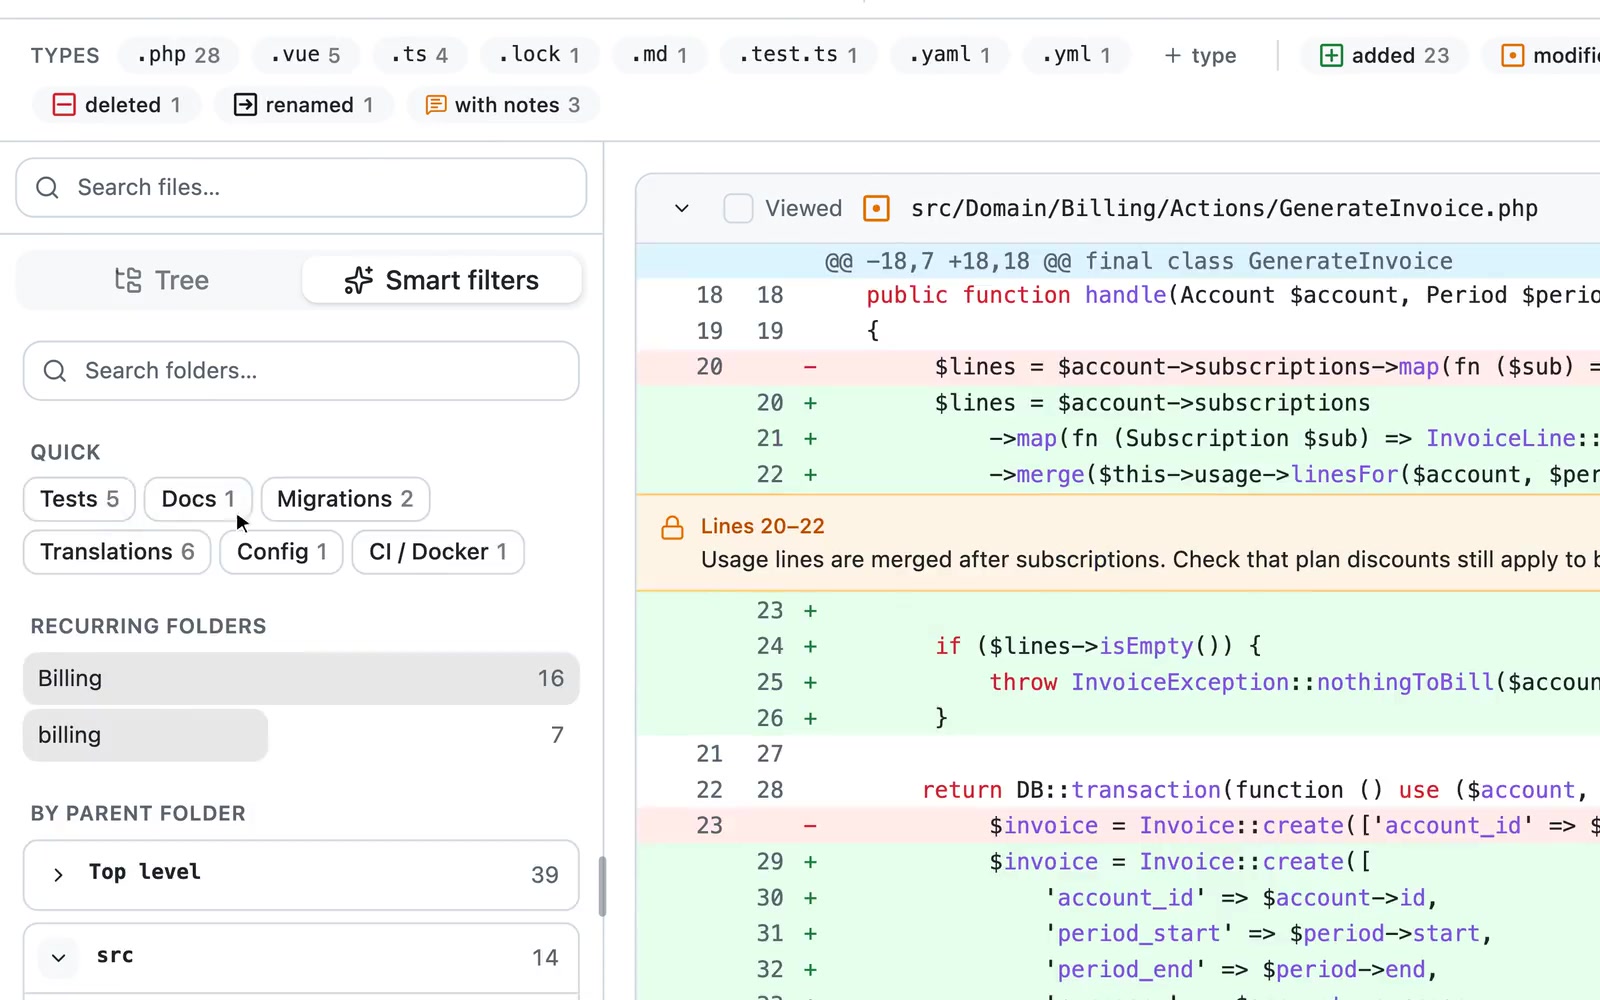 TYPES .php 28 .vue 5 .ts 4 .lock 1 .md 1 .test.ts 1 .yaml 1 .yml 1 + type added 23 modifi
deleted 1 renamed 1 with notes 3
Search files...
Tree Smart filters
Search folders...
QUICK
Tests 5 Docs 1 Migrations 2
Translations 6 Config 1 CI / Docker 1
RECURRING FOLDERS
Billing 16
billing 7
BY PARENT FOLDER
Top level 39
src 14
Viewed src/Domain/Billing/Actions/GenerateInvoice.php
@@ -18,7 +18,18 @@ final class GenerateInvoice
18 18 public function handle(Account $account, Period $perio
19 19 {
20 - $lines = $account->subscriptions->map(fn ($sub) =
20 + $lines = $account->subscriptions
21 + ->map(fn (Subscription $sub) => InvoiceLine::
22 + ->merge($this->usage->linesFor($account, $per
Lines 20–22
Usage lines are merged after subscriptions. Check that plan discounts still apply to b
23 +
24 + if ($lines->isEmpty()) {
25 + throw InvoiceException::nothingToBill($accoun
26 + }
21 27
22 28 return DB::transaction(function () use ($account,
23 - $invoice = Invoice::create(['account_id' => $
29 + $invoice = Invoice::create([
30 + 'account_id' => $account->id,
31 + 'period_start' => $period->start,
32 + 'period_end' => $period->end,